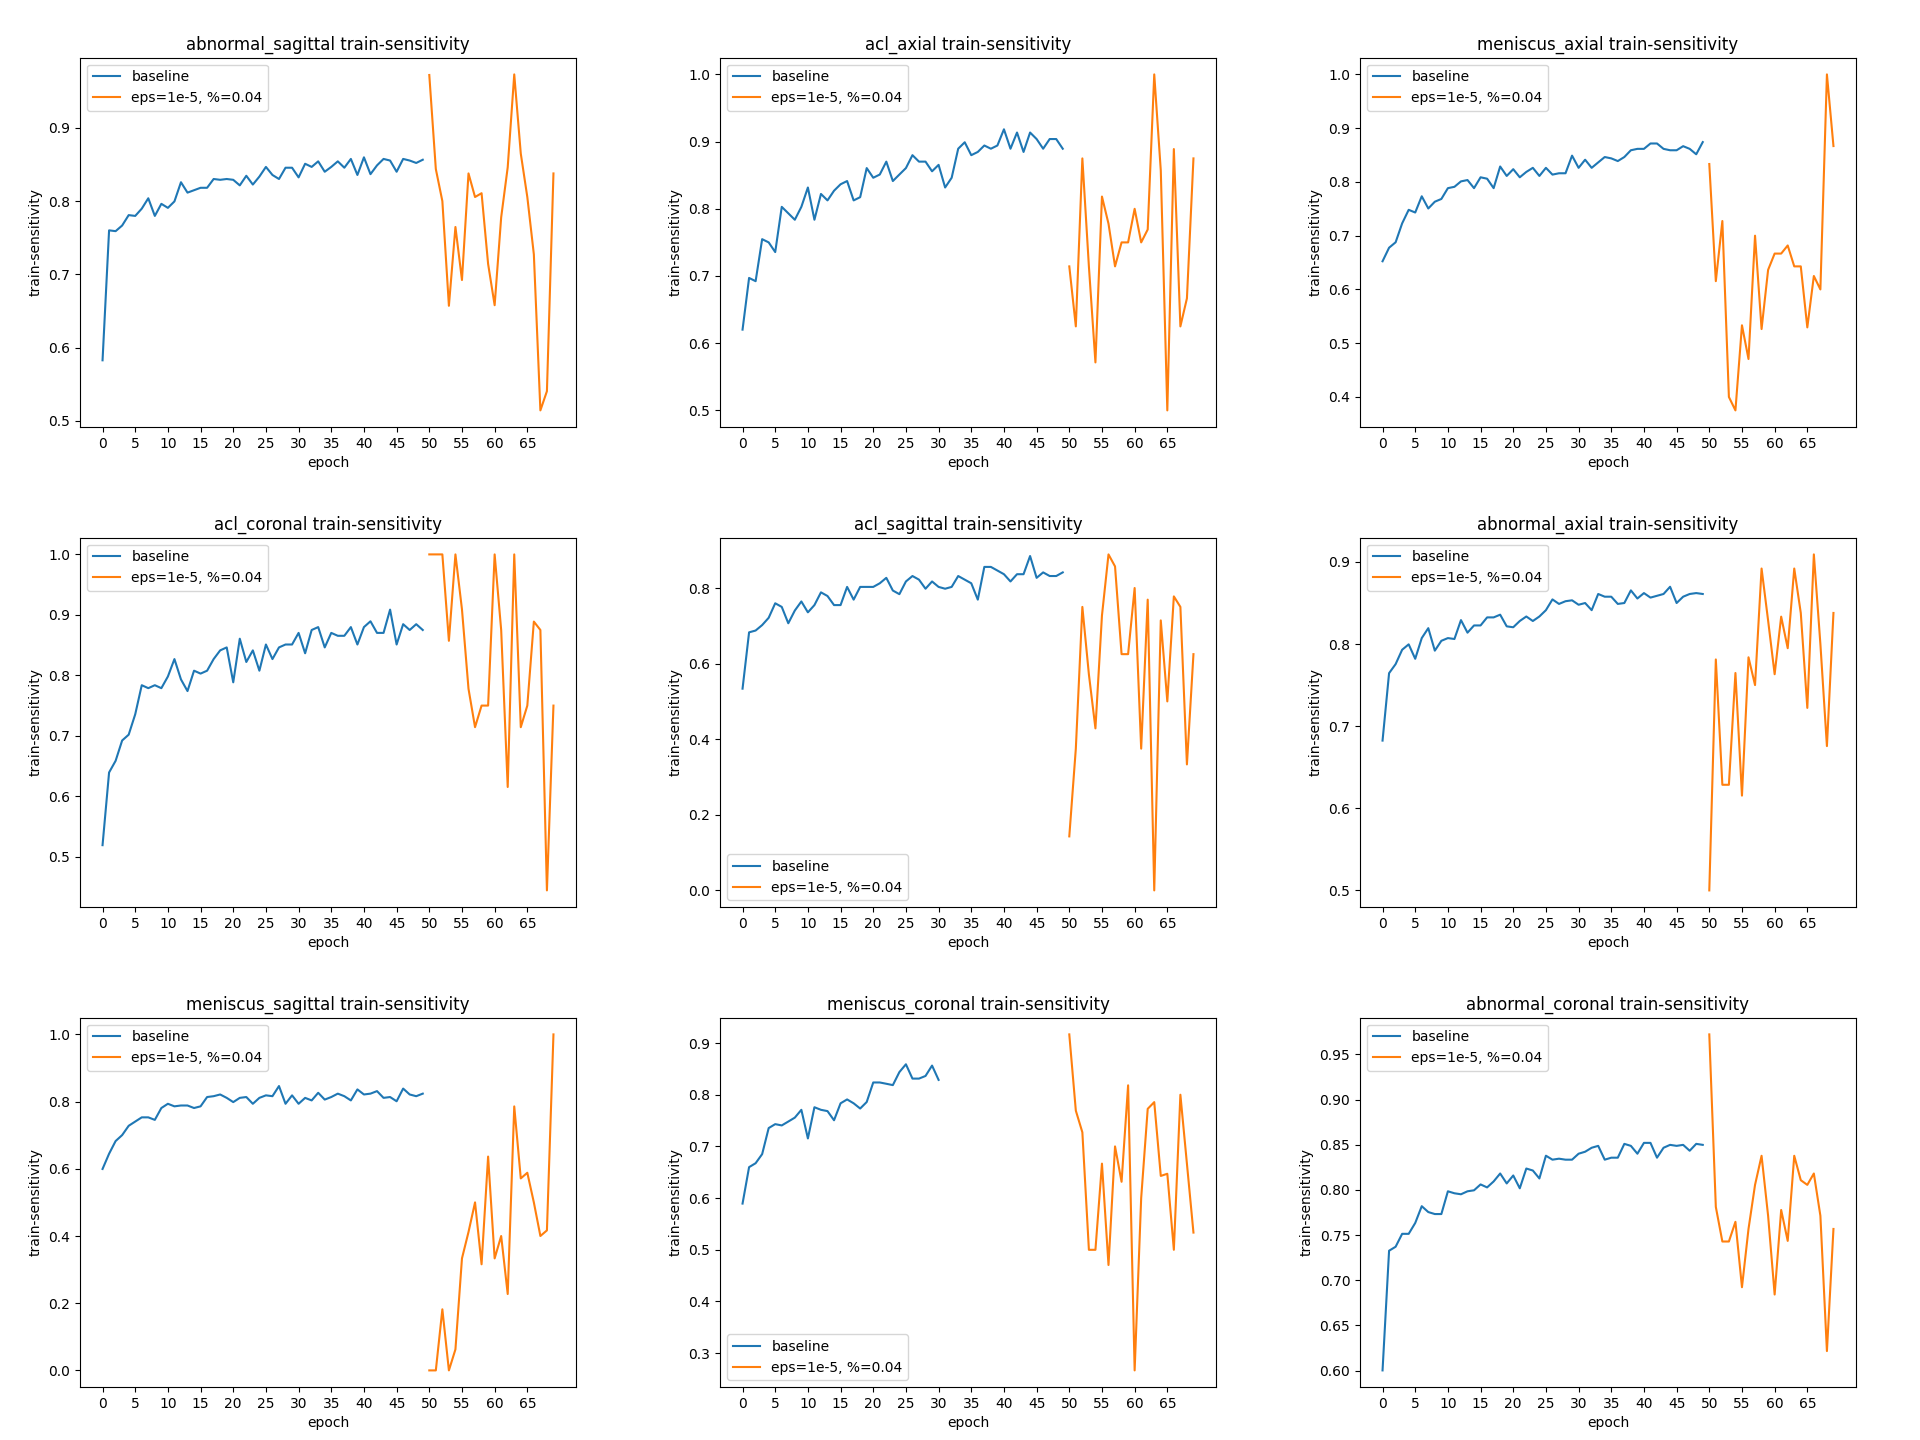 abnormal_sagittal train-sensitivity
baseline
eps=1e-5, %=0.04
train-sensitivity
0.9
0.8
0.7
0.6
0.5
0 5 10 15 20 25 30 35 40 45 50 55 60 65
epoch
acl_axial train-sensitivity
baseline
eps=1e-5, %=0.04
train-sensitivity
1.0
0.9
0.8
0.7
0.6
0.5
0 5 10 15 20 25 30 35 40 45 50 55 60 65
epoch
meniscus_axial train-sensitivity
baseline
eps=1e-5, %=0.04
train-sensitivity
1.0
0.9
0.8
0.7
0.6
0.5
0.4
0 5 10 15 20 25 30 35 40 45 50 55 60 65
epoch
acl_coronal train-sensitivity
baseline
eps=1e-5, %=0.04
train-sensitivity
1.0
0.9
0.8
0.7
0.6
0.5
0 5 10 15 20 25 30 35 40 45 50 55 60 65
epoch
acl_sagittal train-sensitivity
train-sensitivity
0.8
0.6
0.4
0.2
0.0
baseline
eps=1e-5, %=0.04
0 5 10 15 20 25 30 35 40 45 50 55 60 65
epoch
abnormal_axial train-sensitivity
baseline
eps=1e-5, %=0.04
train-sensitivity
0.9
0.8
0.7
0.6
0.5
0 5 10 15 20 25 30 35 40 45 50 55 60 65
epoch
meniscus_sagittal train-sensitivity
baseline
eps=1e-5, %=0.04
train-sensitivity
1.0
0.8
0.6
0.4
0.2
0.0
0 5 10 15 20 25 30 35 40 45 50 55 60 65
epoch
meniscus_coronal train-sensitivity
train-sensitivity
0.9
0.8
0.7
0.6
0.5
0.4
0.3
baseline
eps=1e-5, %=0.04
0 5 10 15 20 25 30 35 40 45 50 55 60 65
epoch
abnormal_coronal train-sensitivity
baseline
eps=1e-5, %=0.04
train-sensitivity
0.95
0.90
0.85
0.80
0.75
0.70
0.65
0.60
0 5 10 15 20 25 30 35 40 45 50 55 60 65
epoch